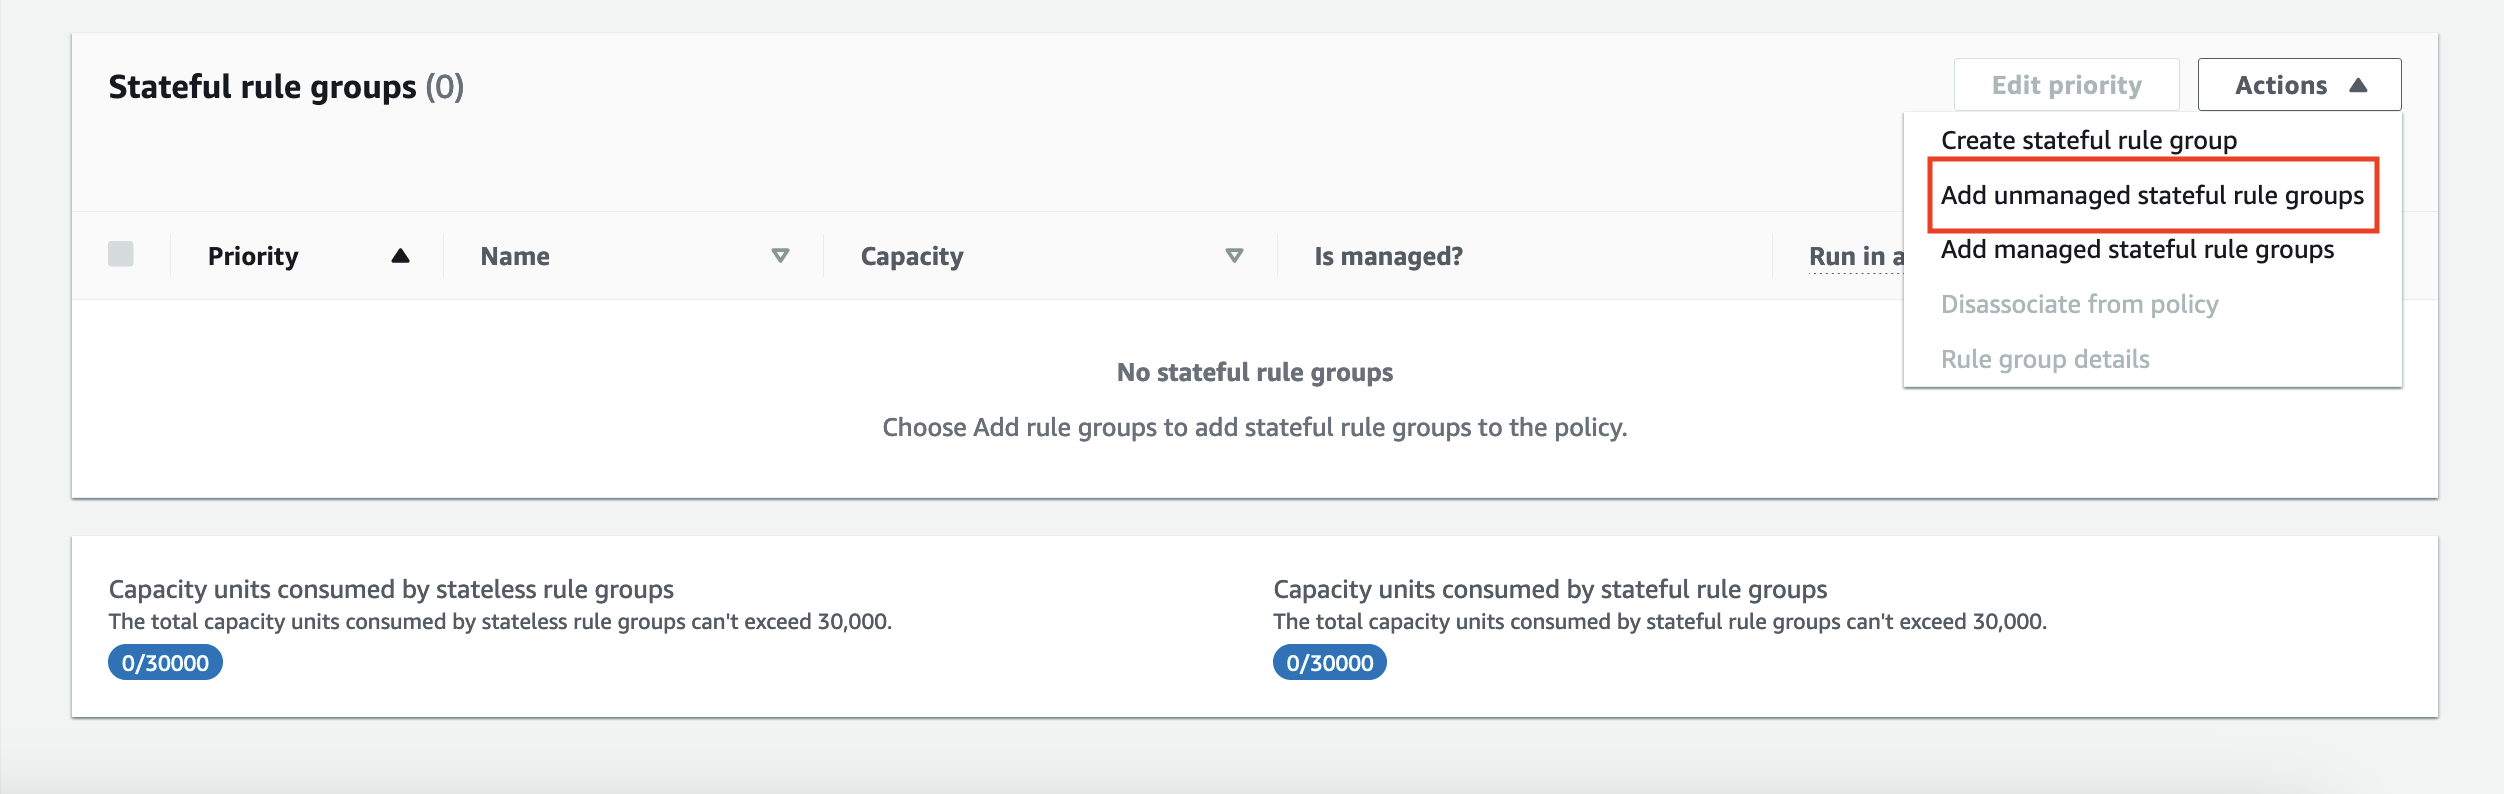 Stateful rule groups (0)
Edit priority
Actions
Create stateful rule group
Add unmanaged stateful rule groups
Add managed stateful rule groups
Disassociate from policy
Rule group details
Priority
Name
Capacity
Is managed?
Run in a
No stateful rule groups
Choose Add rule groups to add stateful rule groups to the policy.
Capacity units consumed by stateless rule groups
The total capacity units consumed by stateless rule groups can't exceed 30,000.
0/30000
Capacity units consumed by stateful rule groups
The total capacity units consumed by stateful rule groups can't exceed 30,000.
0/30000